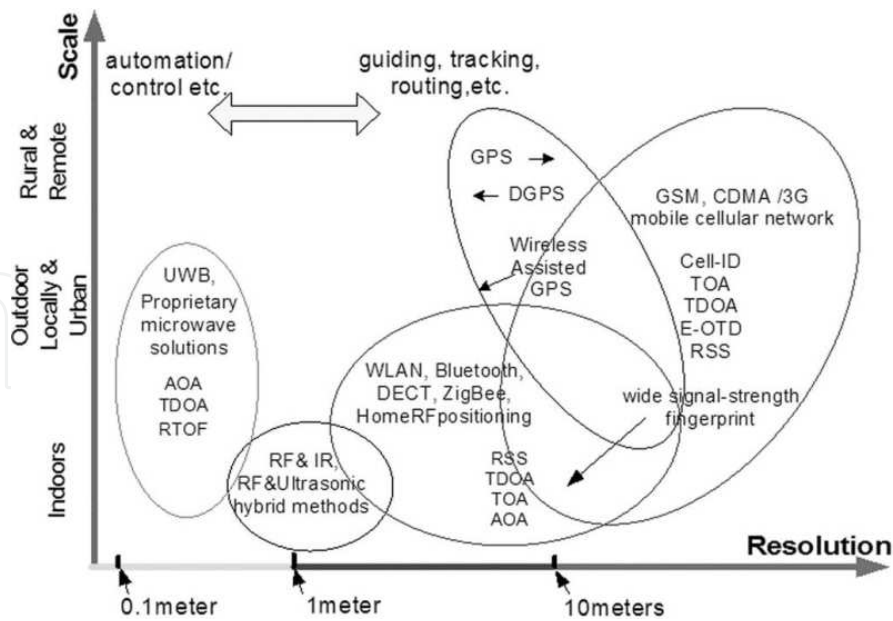 Scale
automation/
control etc.
guiding, tracking,
routing,etc.
Rural &
Remote
GPS
DGPS
GSM, CDMA /3G
mobile cellular network
Wireless
Assisted
GPS
Cell-ID
TOA
TDOA
E-OTD
RSS
Outdoor
Locally &
Urban
UWB,
Proprietary
microwave
solutions
AOA
TDOA
RTOF
WLAN, Bluetooth,
DECT, ZigBee,
HomeRFpositioning
wide signal-strength
fingerprint
Indoors
RF& IR,
RF&Ultrasonic
hybrid methods
RSS
TDOA
TOA
AOA
Resolution
0.1meter
1meter
10meters